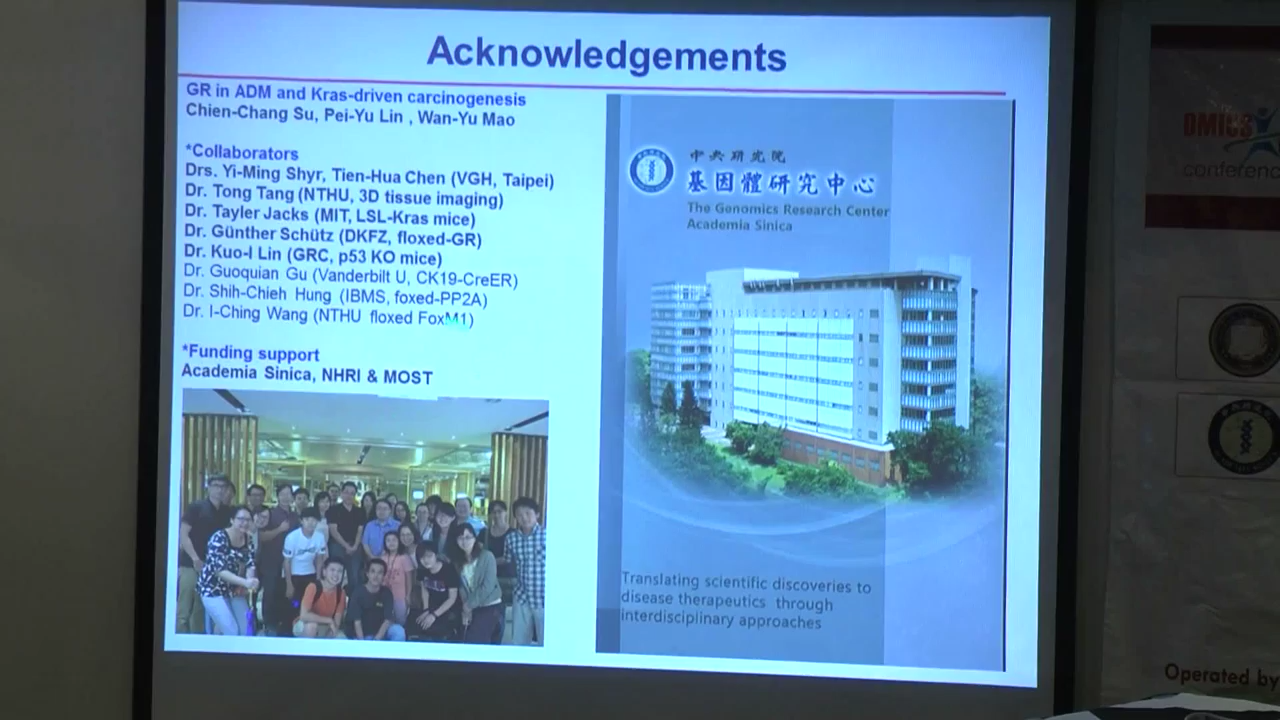 Acknowledgements
GR in ADM and Kras-driven carcinogenesis
Chien-Chang Su, Pei-Yu Lin , Wan-Yu Mao
*Collaborators
Drs. Yi-Ming Shyr, Tien-Hua Chen (VGH, Taipei)
Dr. Tong Tang (NTHU, 3D tissue imaging)
Dr. Tayler Jacks (MIT, LSL-Kras mice)
Dr. Günther Schütz (DKFZ, floxed-GR)
Dr. Kuo-I Lin (GRC, p53 KO mice)
Dr. Guoquian Gu (Vanderbilt U, CK19-CreER)
Dr. Shih-Chieh Hung (IBMS, foxed-PP2A)
Dr. I-Ching Wang (NTHU floxed FoxM1)
*Funding support
Academia Sinica, NHRI & MOST
中央研究院
基因體研究中心
The Genomics Research Center
Academia Sinica
Translating scientific discoveries to
disease therapeutics through
interdisciplinary approaches
OMICS
conferenc
Operated by